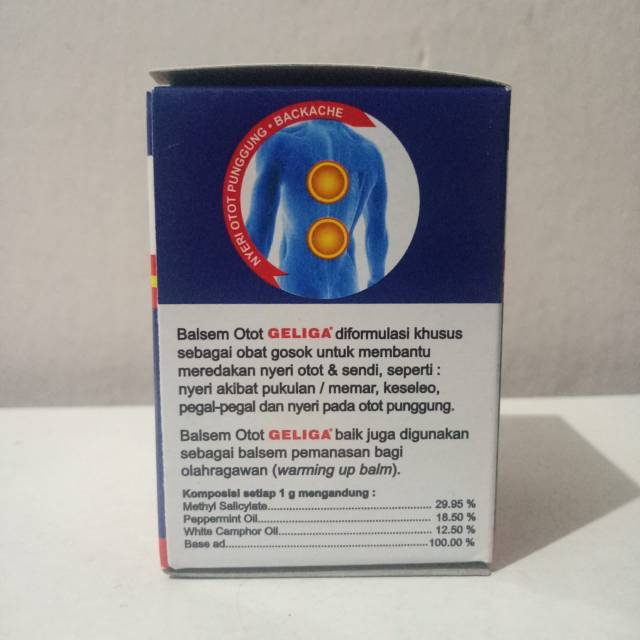 NYERI OTOT PUNGGUNG • BACKACHE
Balsem Otot GELIGA® diformulasi khusus
sebagai obat gosok untuk membantu
meredakan nyeri otot & sendi, seperti :
nyeri akibat pukulan / memar, keseleo,
pegal-pegal dan nyeri pada otot punggung.
Balsem Otot GELIGA® baik juga digunakan
sebagai balsem pemanasan bagi
olahragawan (warming up balm).
Komposisi setiap 1 g mengandung :
Methyl Salicylate........................................ 29.95 %
Peppermint Oil.......................................... 18.50 %
White Camphor Oil..................................... 12.50 %
Base ad..................................................100.00 %